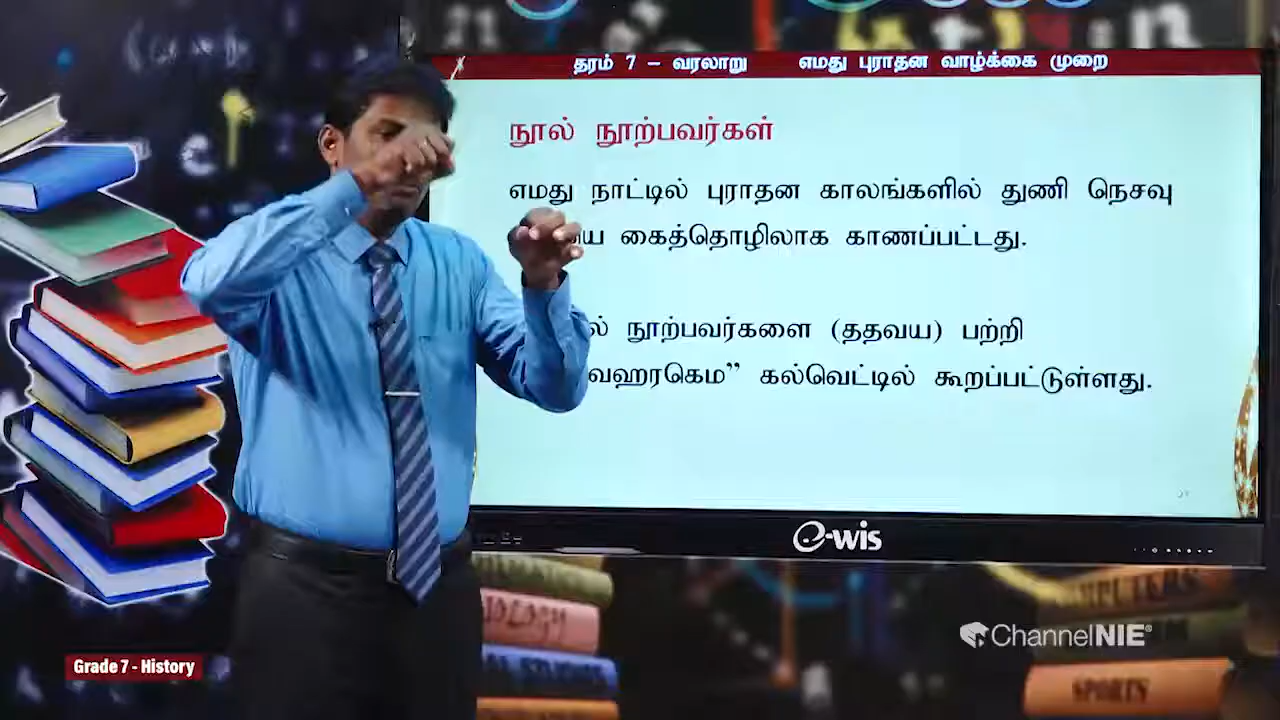 தரம் 7 – வரலாறு எமது புராதன வாழ்க்கை முறை
நூல் நூற்பவர்கள்
எமது நாட்டில் புராதன காலங்களில் துணி நெசவு
கைத்தொழிலாக காணப்பட்டது.
நூற்பவர்களை (ததவய) பற்றி
வஹரகெம” கல்வெட்டில் கூறப்பட்டுள்ளது.
e-wis
ChannelNIE
Grade 7 - History
SPORTS